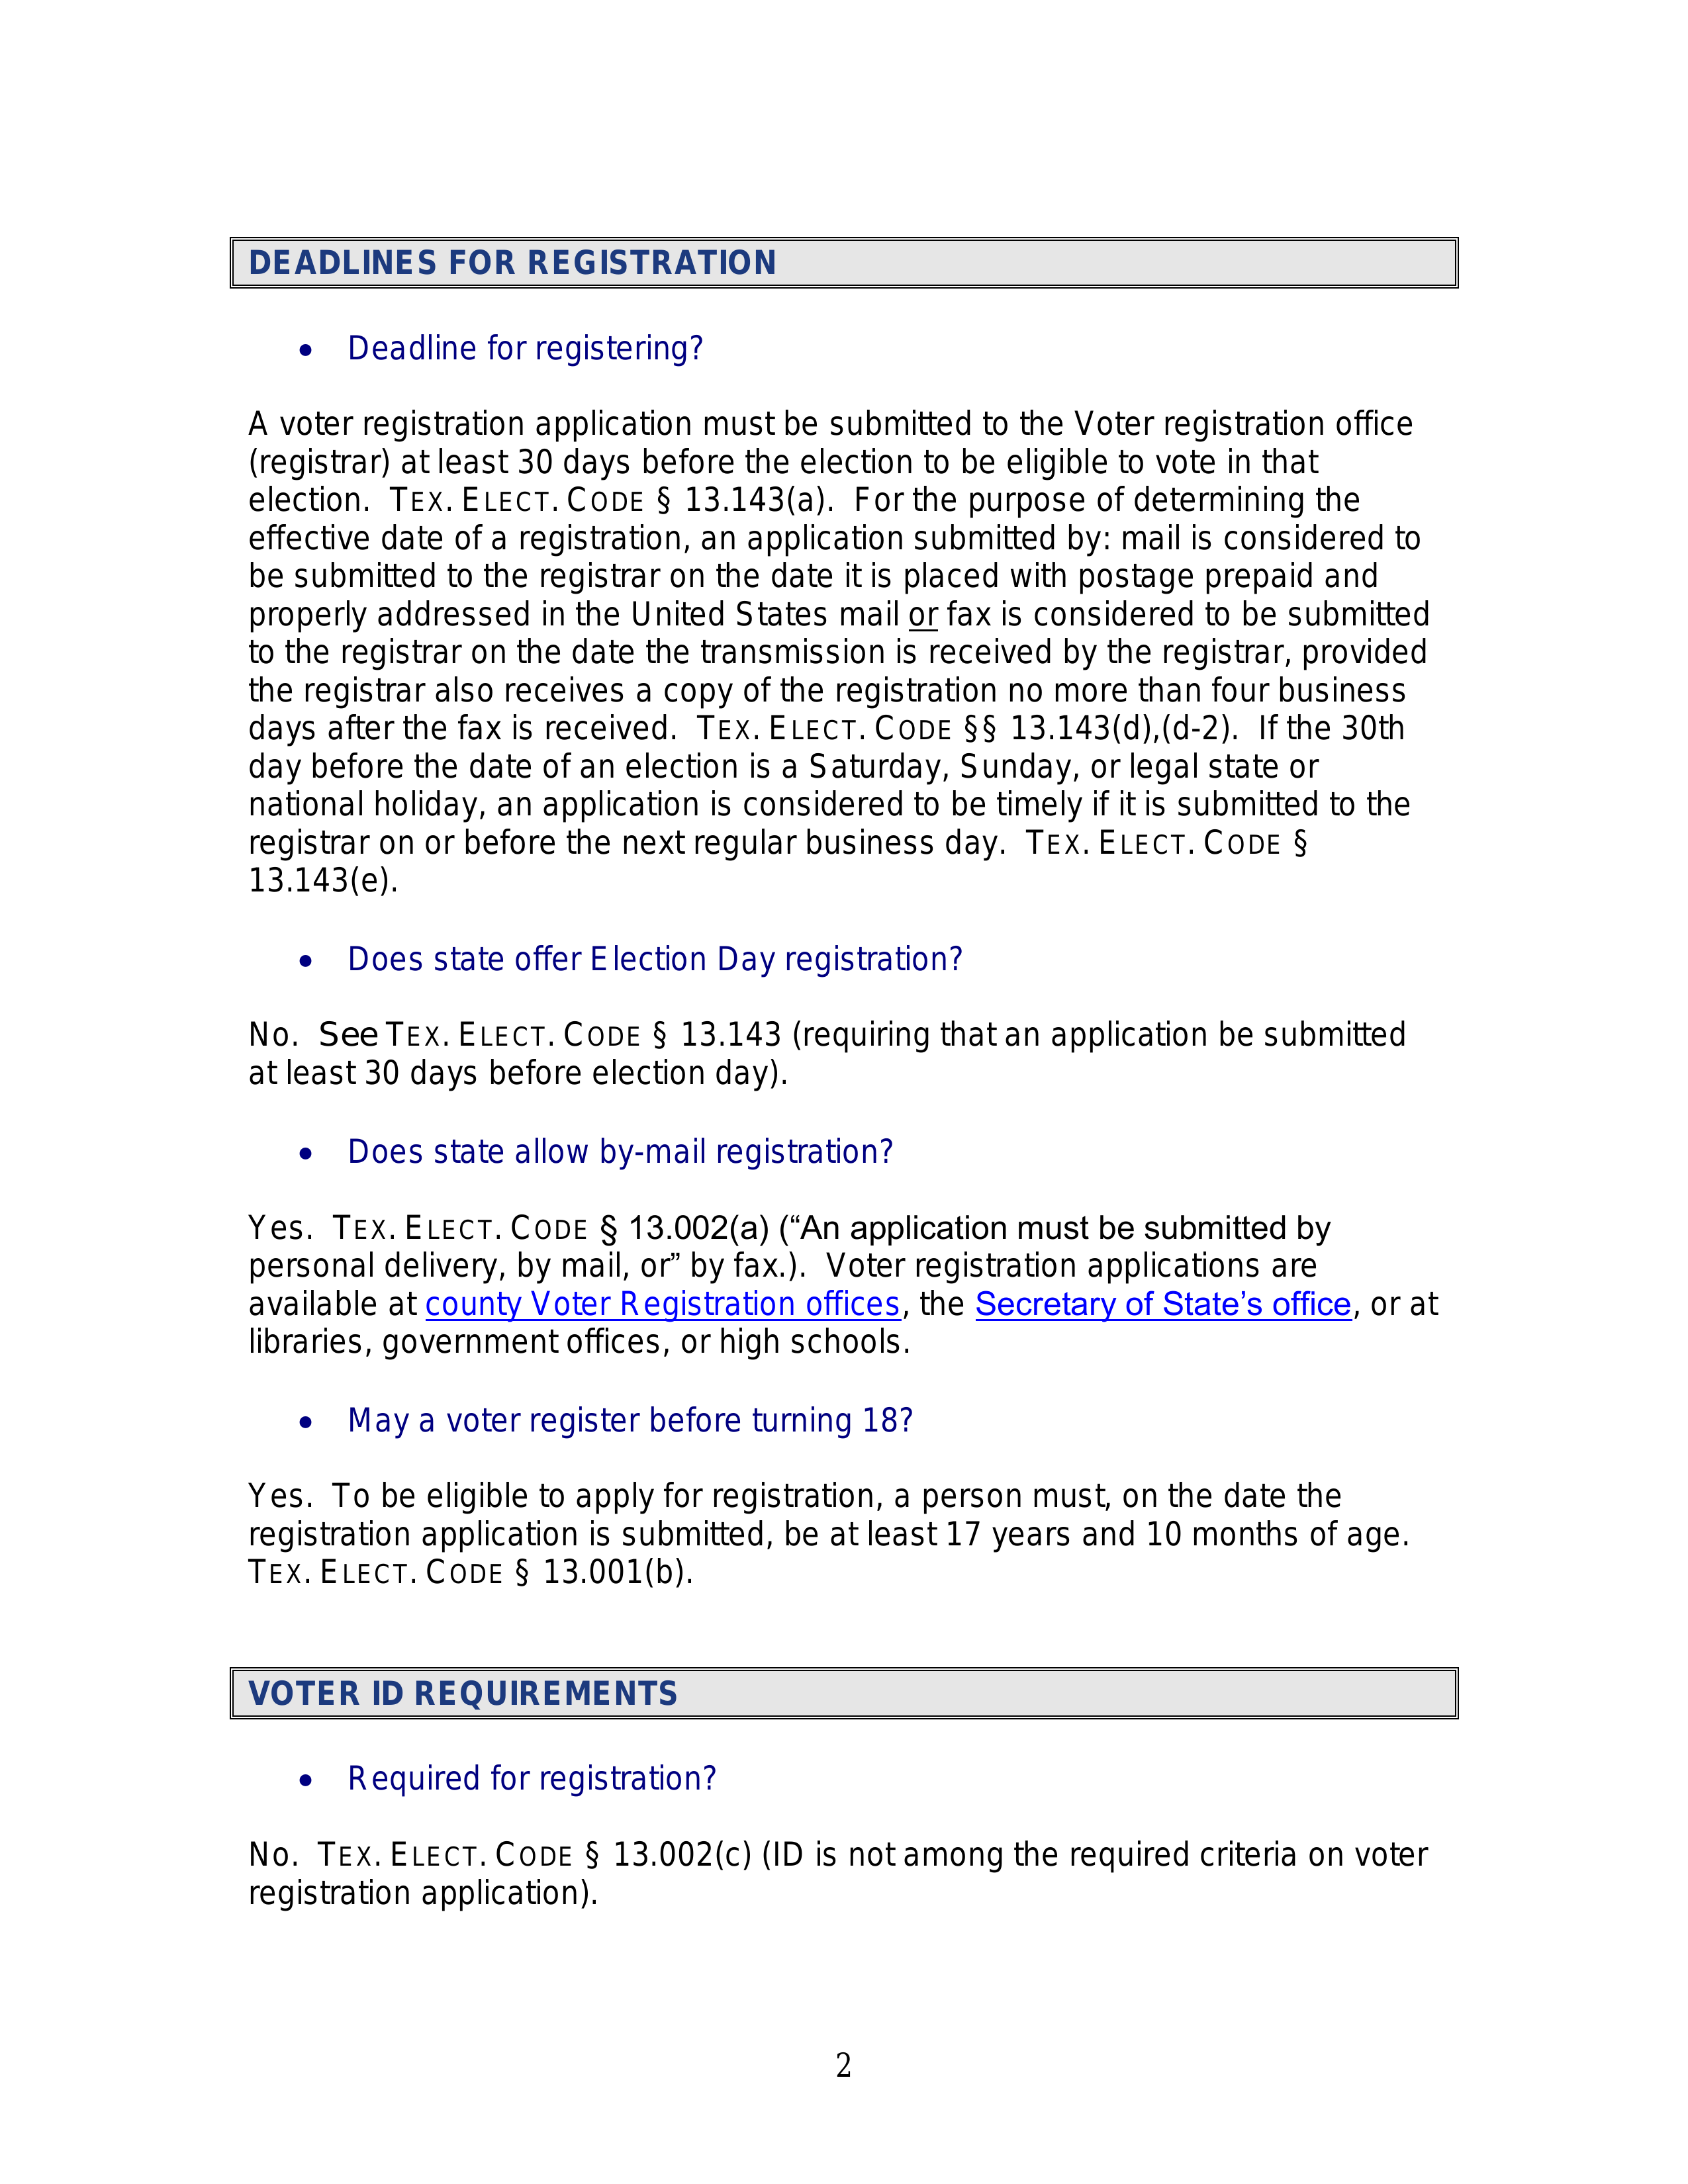 DEADLINES FOR REGISTRATION
• Deadline for registering?
A voter registration application must be submitted to the Voter registration office
(registrar) at least 30 days before the election to be eligible to vote in that
election.  TEX. ELECT. CODE § 13.143(a).  For the purpose of determining the
effective date of a registration, an application submitted by: mail is considered to
be submitted to the registrar on the date it is placed with postage prepaid and
properly addressed in the United States mail or fax is considered to be submitted
to the registrar on the date the transmission is received by the registrar, provided
the registrar also receives a copy of the registration no more than four business
days after the fax is received.  TEX. ELECT. CODE §§ 13.143(d),(d-2).  If the 30th
day before the date of an election is a Saturday, Sunday, or legal state or
national holiday, an application is considered to be timely if it is submitted to the
registrar on or before the next regular business day.  TEX. ELECT. CODE §
13.143(e).
• Does state offer Election Day registration?
No.  See TEX. ELECT. CODE § 13.143 (requiring that an application be submitted
at least 30 days before election day).
• Does state allow by-mail registration?
Yes.  TEX. ELECT. CODE § 13.002(a) (“An application must be submitted by
personal delivery, by mail, or” by fax.).  Voter registration applications are
available at county Voter Registration offices, the Secretary of State’s office, or at
libraries, government offices, or high schools.
• May a voter register before turning 18?
Yes.  To be eligible to apply for registration, a person must, on the date the
registration application is submitted, be at least 17 years and 10 months of age.
TEX. ELECT. CODE § 13.001(b).
VOTER ID REQUIREMENTS
• Required for registration?
No.  TEX. ELECT. CODE § 13.002(c) (ID is not among the required criteria on voter
registration application).
2